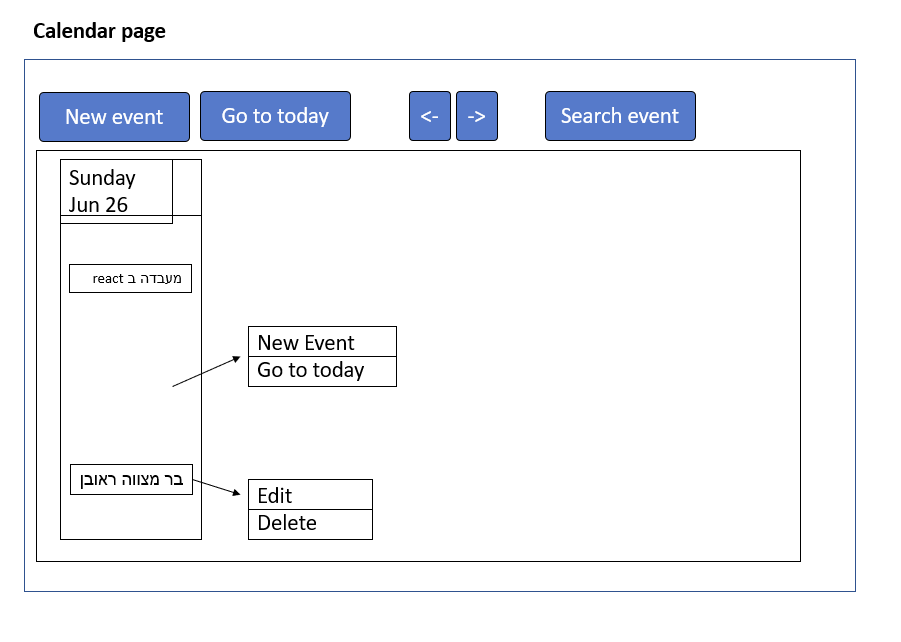 Calendar page
New event
Go to today
<-
->
Search event
Sunday
Jun 26
מעבדה ב react
New Event
Go to today
בר מצווה ראובן
Edit
Delete